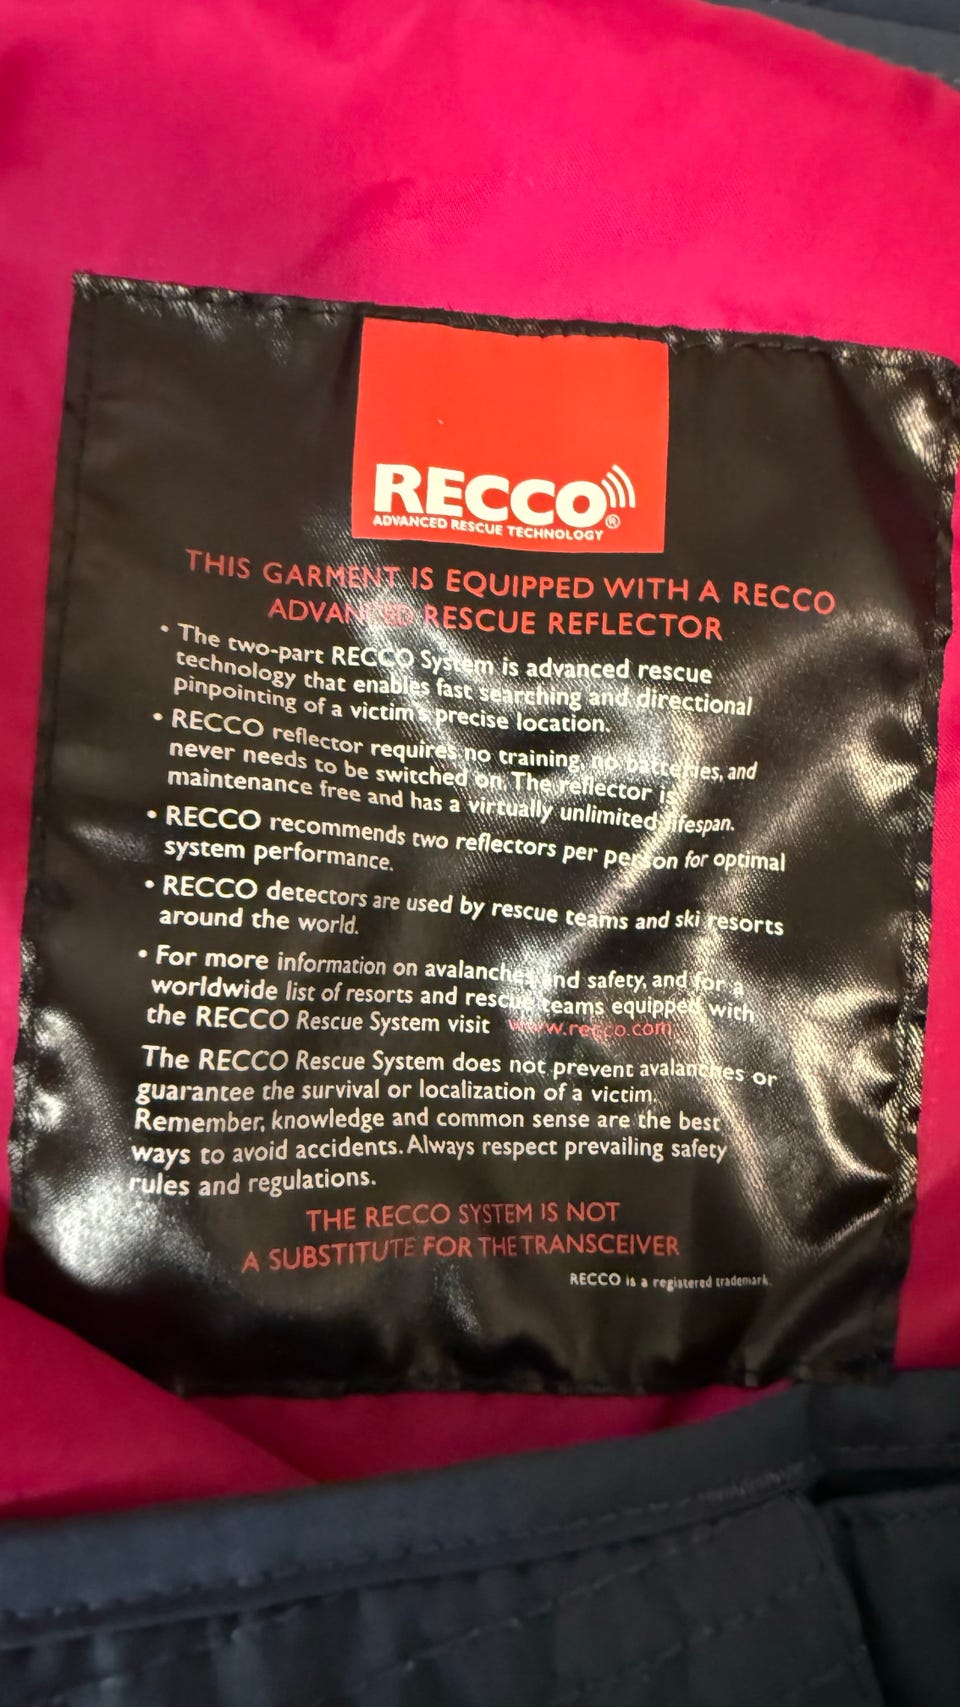 RECCO®
ADVANCED RESCUE TECHNOLOGY
THIS GARMENT IS EQUIPPED WITH A RECCO
ADVANCED RESCUE REFLECTOR
• The two-part RECCO System is advanced rescue
technology that enables fast searching and directional
pinpointing of a victim's precise location.
• RECCO reflector requires no training, no batteries, and
never needs to be switched on. The reflector is
maintenance free and has a virtually unlimited lifespan.
• RECCO recommends two reflectors per person for optimal
system performance.
• RECCO detectors are used by rescue teams and ski resorts
around the world.
• For more information on avalanches and safety, and for a
worldwide list of resorts and rescue teams equipped with
the RECCO Rescue System visit www.recco.com.
The RECCO Rescue System does not prevent avalanches or
guarantee the survival or localization of a victim.
Remember, knowledge and common sense are the best
ways to avoid accidents. Always respect prevailing safety
rules and regulations.
THE RECCO SYSTEM IS NOT
A SUBSTITUTE FOR THE TRANSCEIVER
RECCO is a registered trademark.